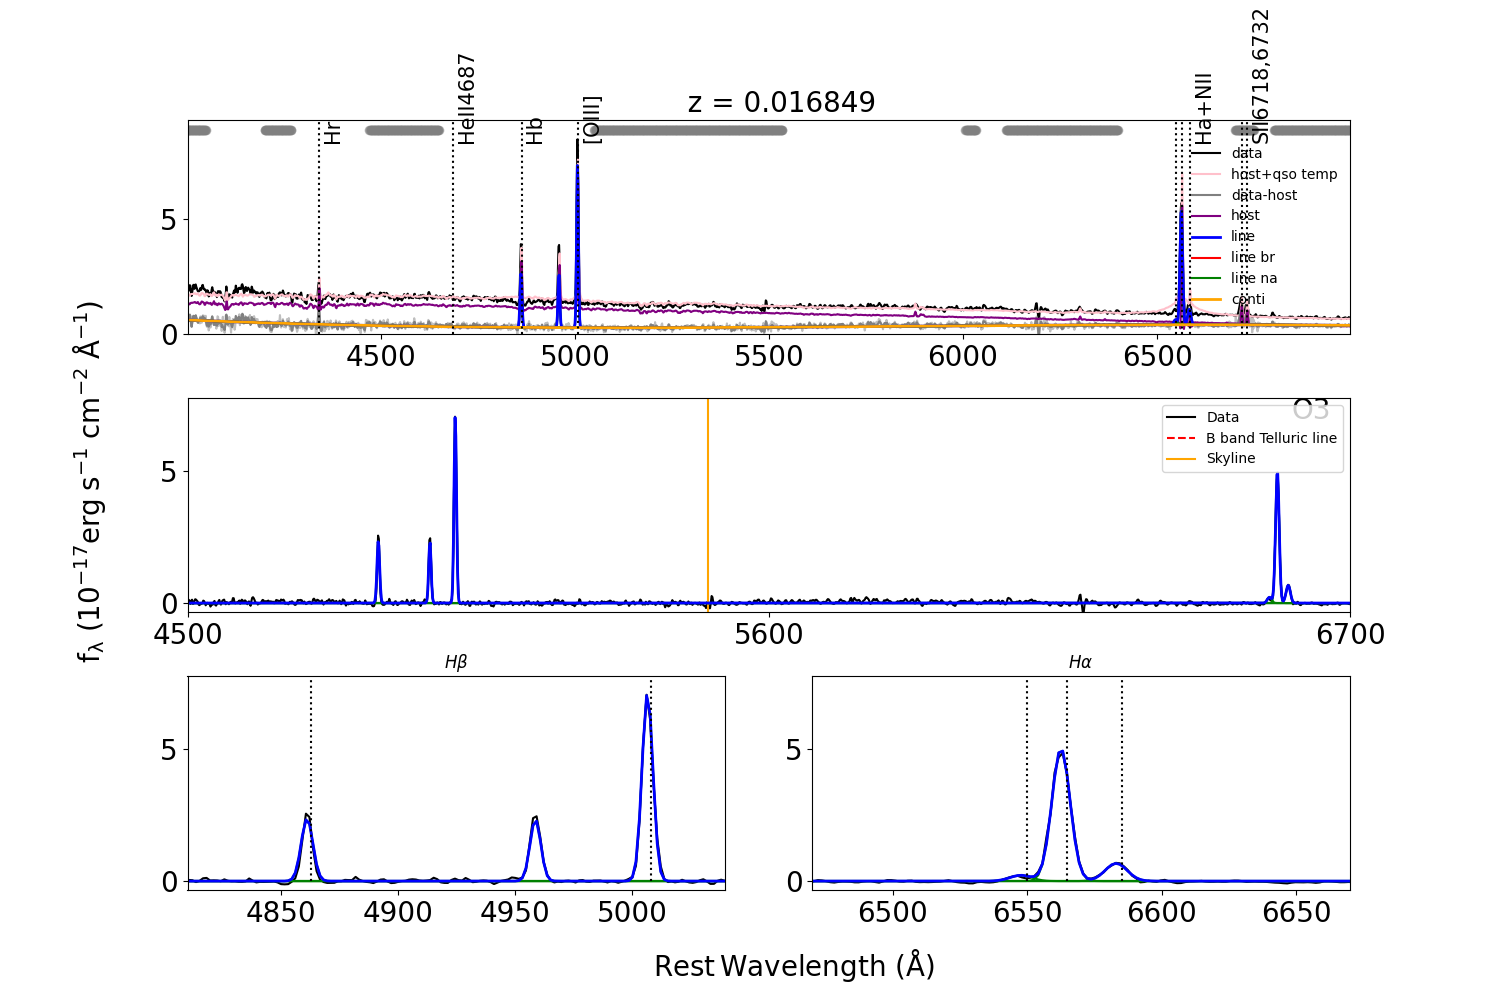 z = 0.016849
Hr
HeII4687
Hb
[OIII]
Ha+NII
SII6718,6732
data
host+qso temp
data-host
host
line
line br
line na
conti
5
0
4500 5000 5500 6000 6500
O3
Data
B band Telluric line
Skyline
5
0
4500 5600 6700
fλ (10⁻¹⁷erg s⁻¹ cm⁻² Å⁻¹)
Hβ
5
0
4850 4900 4950 5000
Hα
5
0
6500 6550 6600 6650
Rest Wavelength (Å)